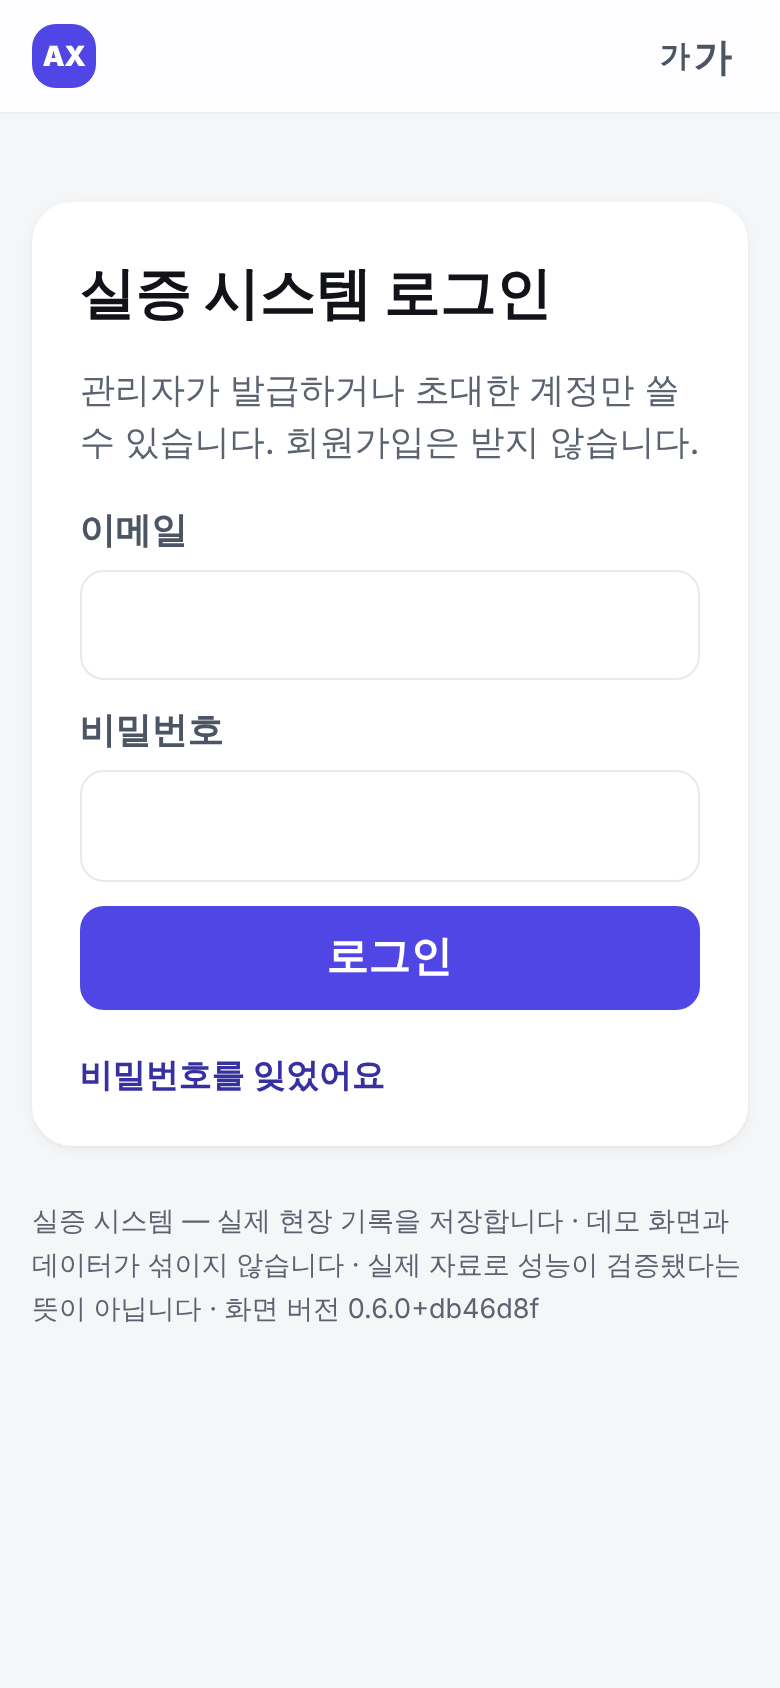 AX
가가
실증 시스템 로그인
관리자가 발급하거나 초대한 계정만 쓸
수 있습니다. 회원가입은 받지 않습니다.
이메일
비밀번호
로그인
비밀번호를 잊었어요
실증 시스템 — 실제 현장 기록을 저장합니다 · 데모 화면과
데이터가 섞이지 않습니다 · 실제 자료로 성능이 검증됐다는
뜻이 아닙니다 · 화면 버전 0.6.0+db46d8f